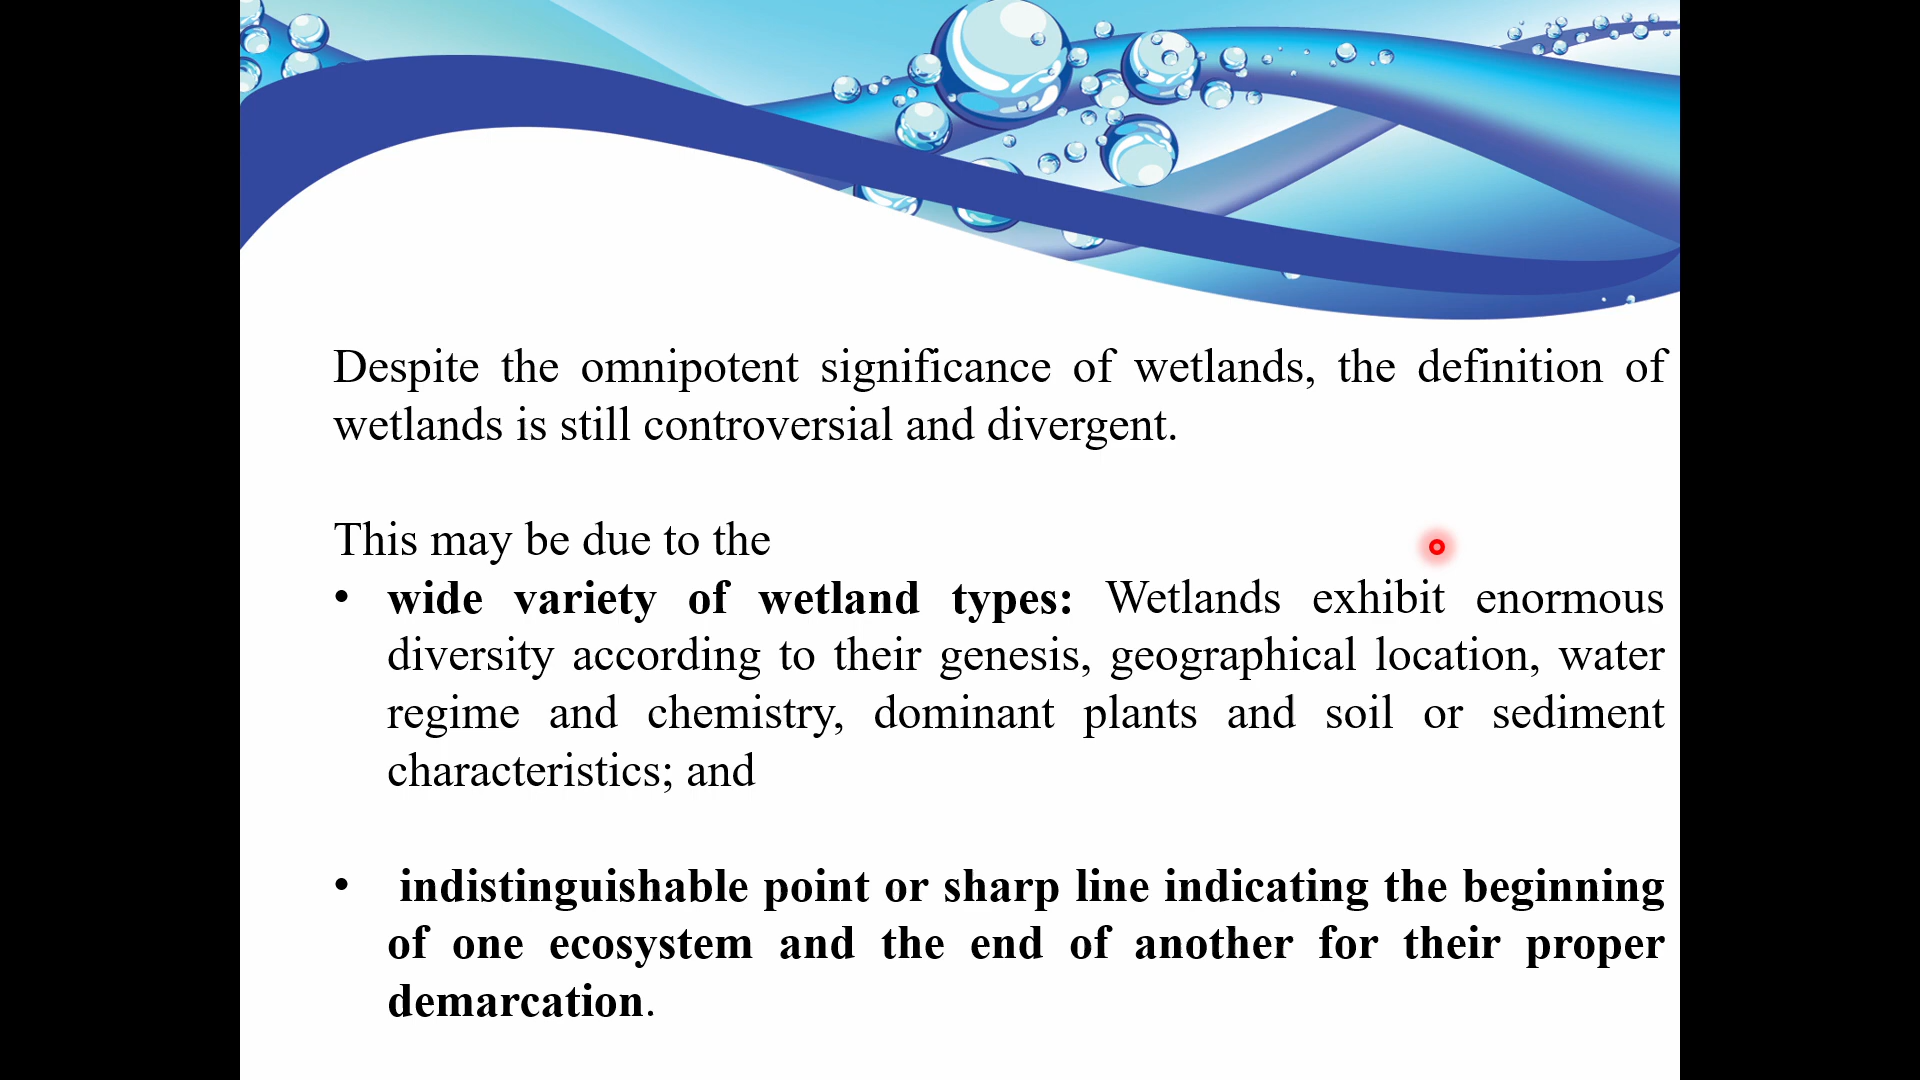 Despite the omnipotent significance of wetlands, the definition of
wetlands is still controversial and divergent.
This may be due to the
• wide variety of wetland types: Wetlands exhibit enormous
diversity according to their genesis, geographical location, water
regime and chemistry, dominant plants and soil or sediment
characteristics; and
• indistinguishable point or sharp line indicating the beginning
of one ecosystem and the end of another for their proper
demarcation.